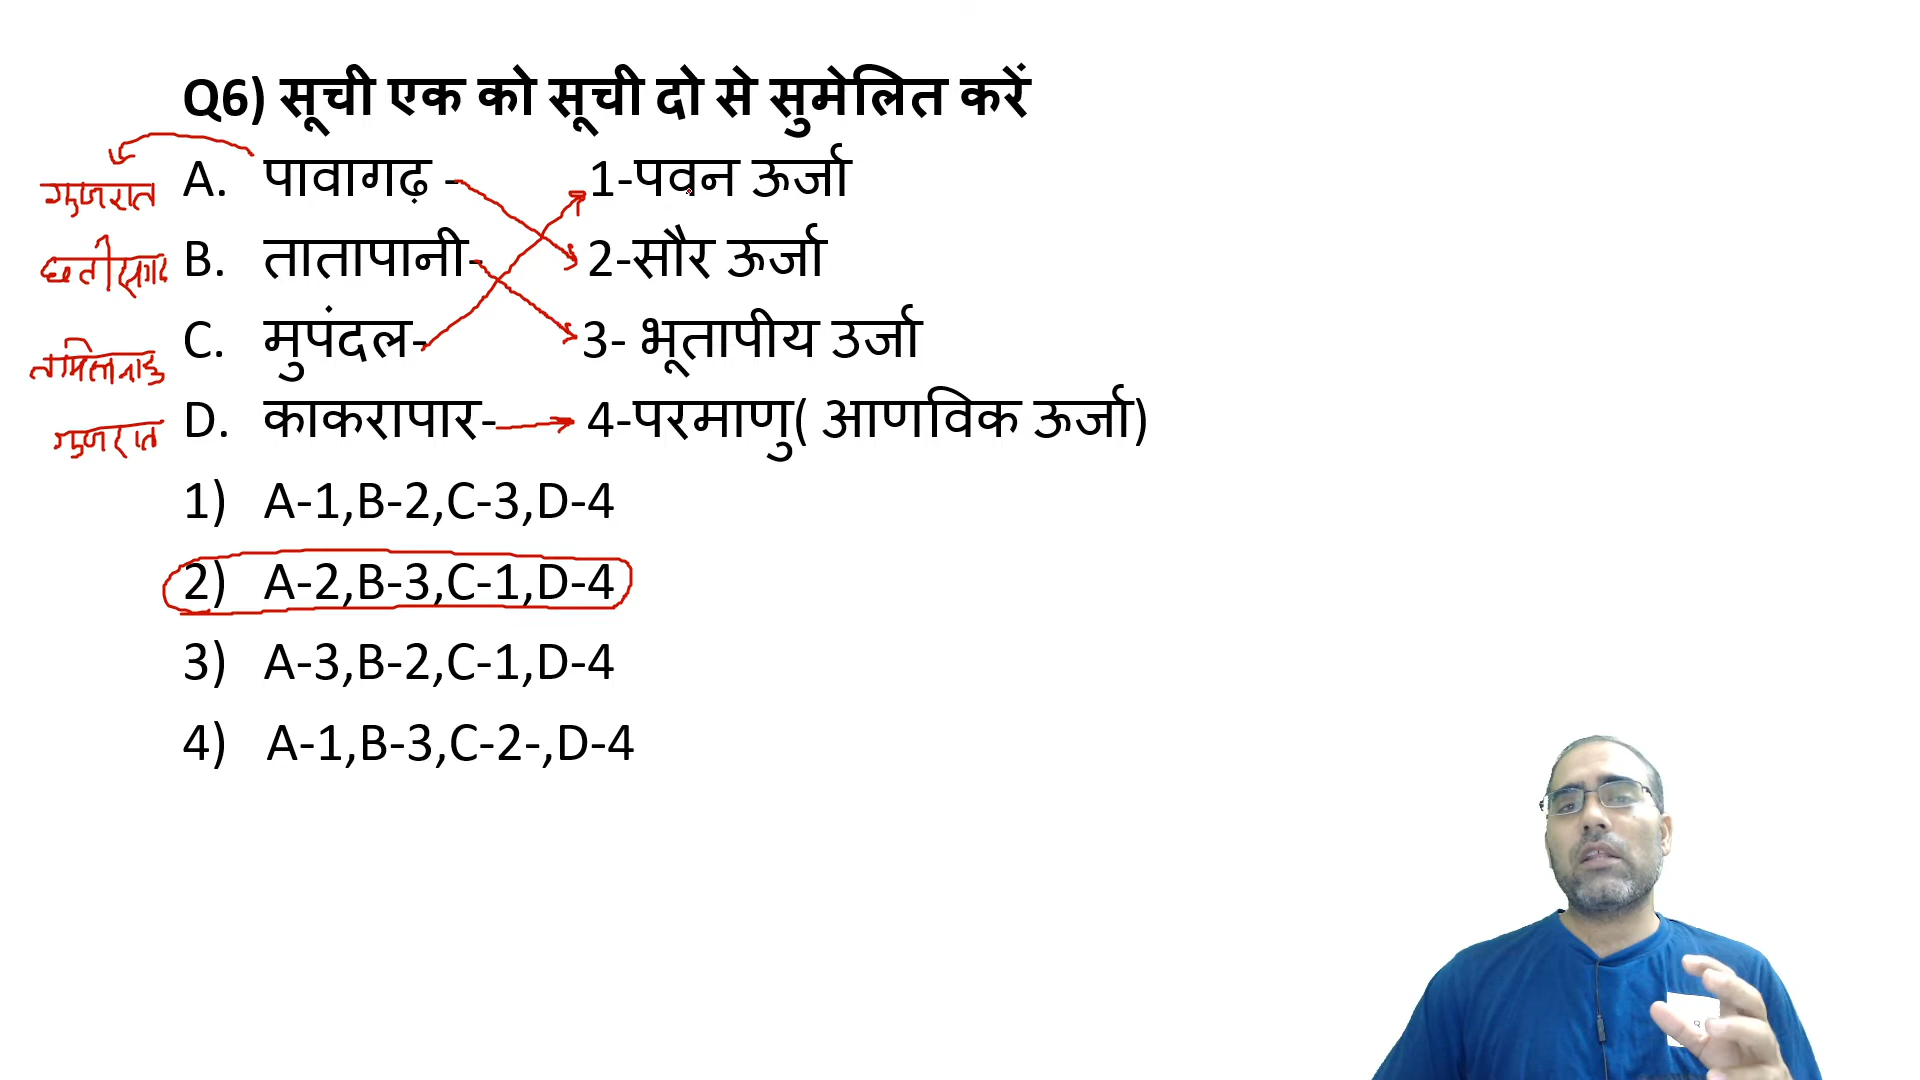 Q6) सूची एक को सूची दो से सुमेलित करें
गुजरात A. पावागढ़ - 1-पवन ऊर्जा
छत्तीसगढ़ B. तातापानी- 2-सौर ऊर्जा
तमिलनाडु C. मुपंदल- 3- भूतापीय उर्जा
गुजरात D. काकरापार- 4-परमाणु( आणविक ऊर्जा)
1) A-1,B-2,C-3,D-4
2) A-2,B-3,C-1,D-4
3) A-3,B-2,C-1,D-4
4) A-1,B-3,C-2-,D-4